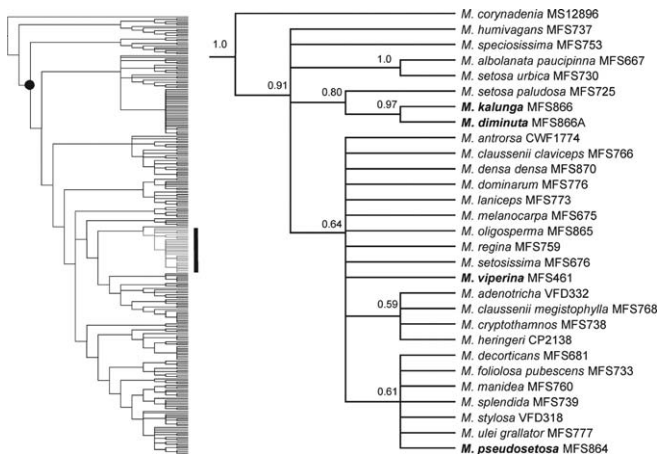 M. corynadenia MS12896
1.0
M. humivagans MFS737
M. speciosissima MFS753
0.91
1.0
M. albolanata paucipinna MFS667
M. setosa urbica MFS730
0.80
M. setosa paludosa MFS725
0.97
M. kalunga MFS866
M. diminuta MFS866A
M. antrorsa CWF1774
M. claussenii claviceps MFS766
M. densa densa MFS870
M. dominarum MFS776
M. laniceps MFS773
M. melanocarpa MFS675
0.64
M. oligosperma MFS865
M. regina MFS759
M. setosissima MFS676
M. viperina MFS461
0.59
M. adenotricha VFD332
M. claussenii megistophylla MFS768
M. cryptothamnos MFS738
M. heringeri CP2138
M. decorticans MFS681
M. foliolosa pubescens MFS733
0.61
M. manidea MFS760
M. splendida MFS739
M. stylosa VFD318
M. ulei grallator MFS777
M. pseudosetosa MFS864